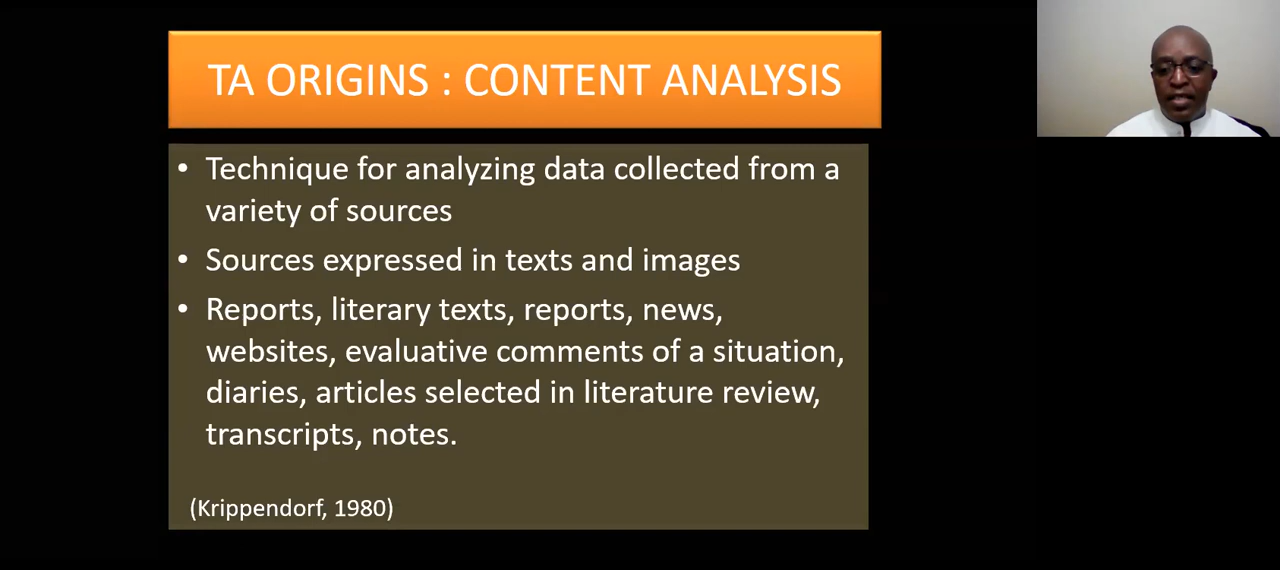 TA ORIGINS : CONTENT ANALYSIS
• Technique for analyzing data collected from a
variety of sources
• Sources expressed in texts and images
• Reports, literary texts, reports, news,
websites, evaluative comments of a situation,
diaries, articles selected in literature review,
transcripts, notes.
(Krippendorf, 1980)